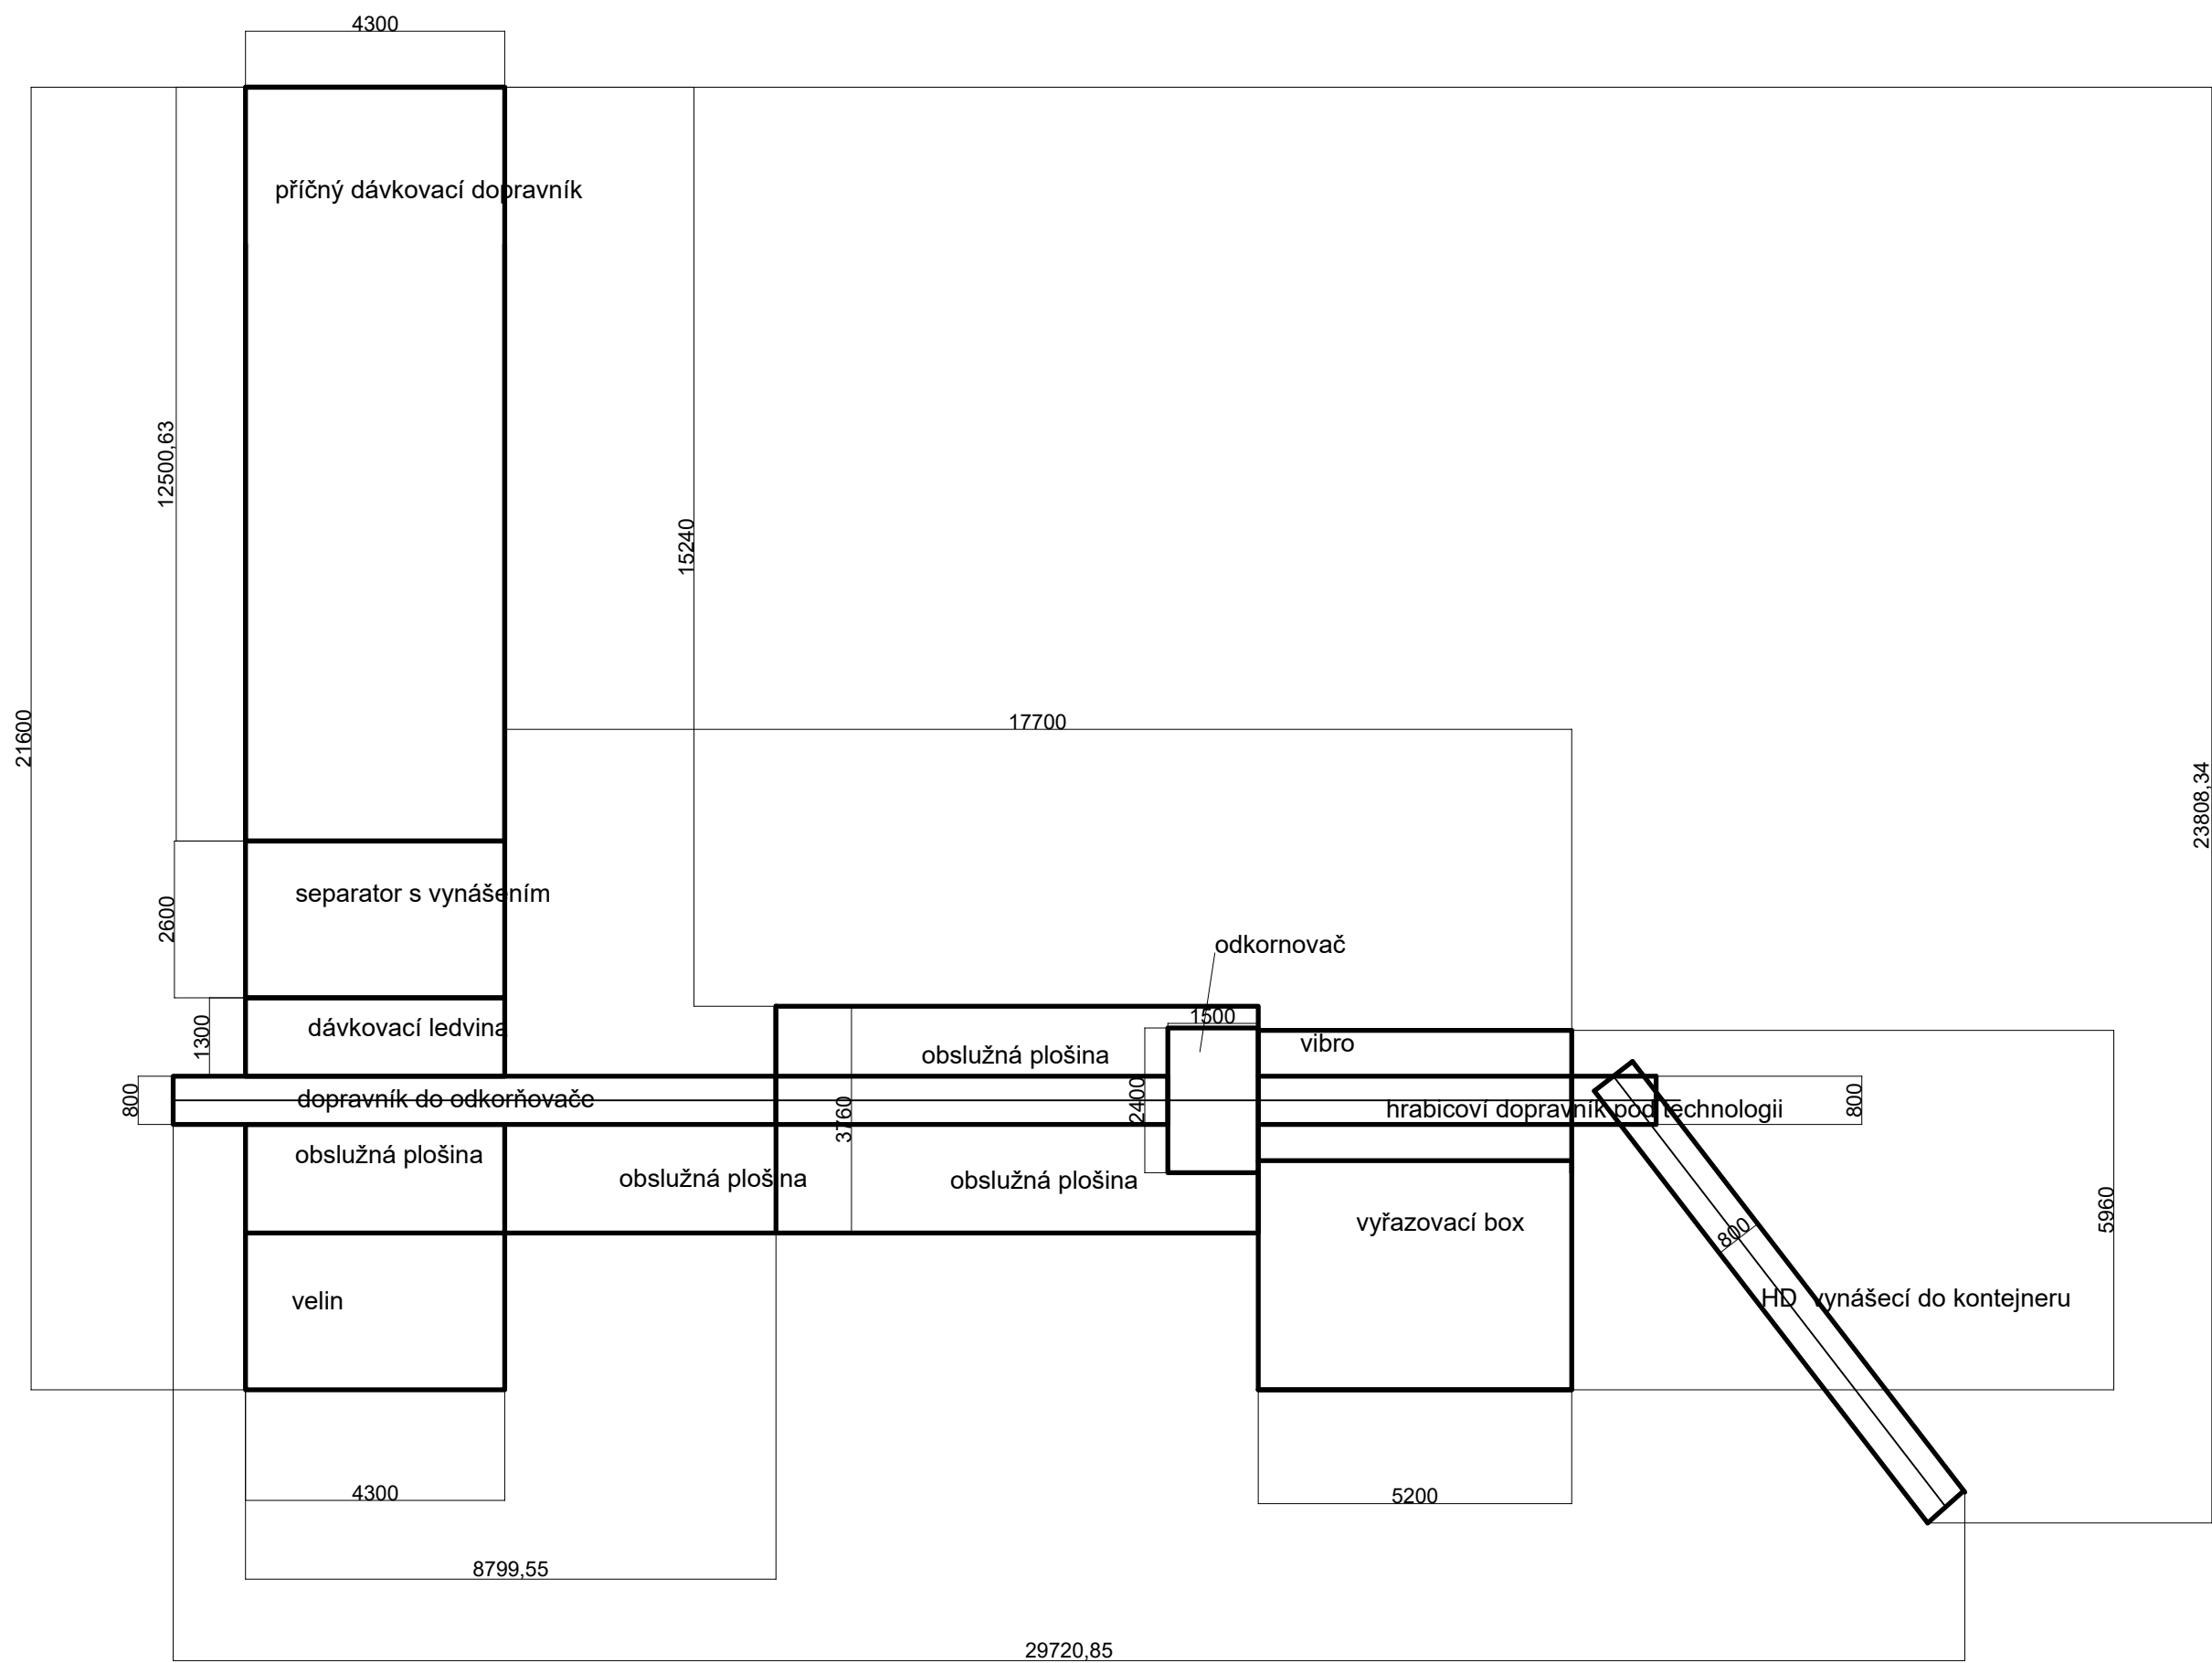 4300
příčný dávkovací dopravník
12500,63
15240
21600
17700
23808,34
separator s vynášením
2600
odkornovač
1500
dávkovací ledvina
1300
vibro
obslužná plošina
2400
800
dopravník do odkorňovače
3760
hrabicoví dopravník pod technologii
800
obslužná plošina
obslužná plošina
obslužná plošina
5960
vyřazovací box
800
velin
HD  vynášecí do kontejneru
4300
5200
8799,55
29720,85